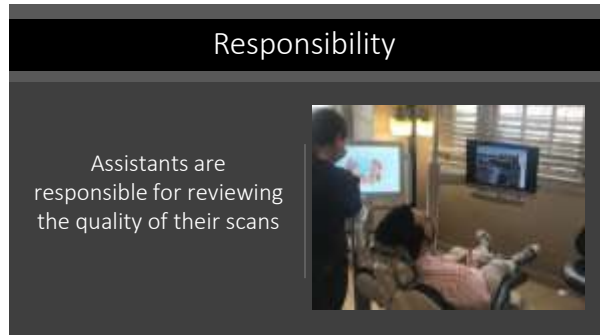 Responsibility
Assistants are
responsible for reviewing
the quality of their scans